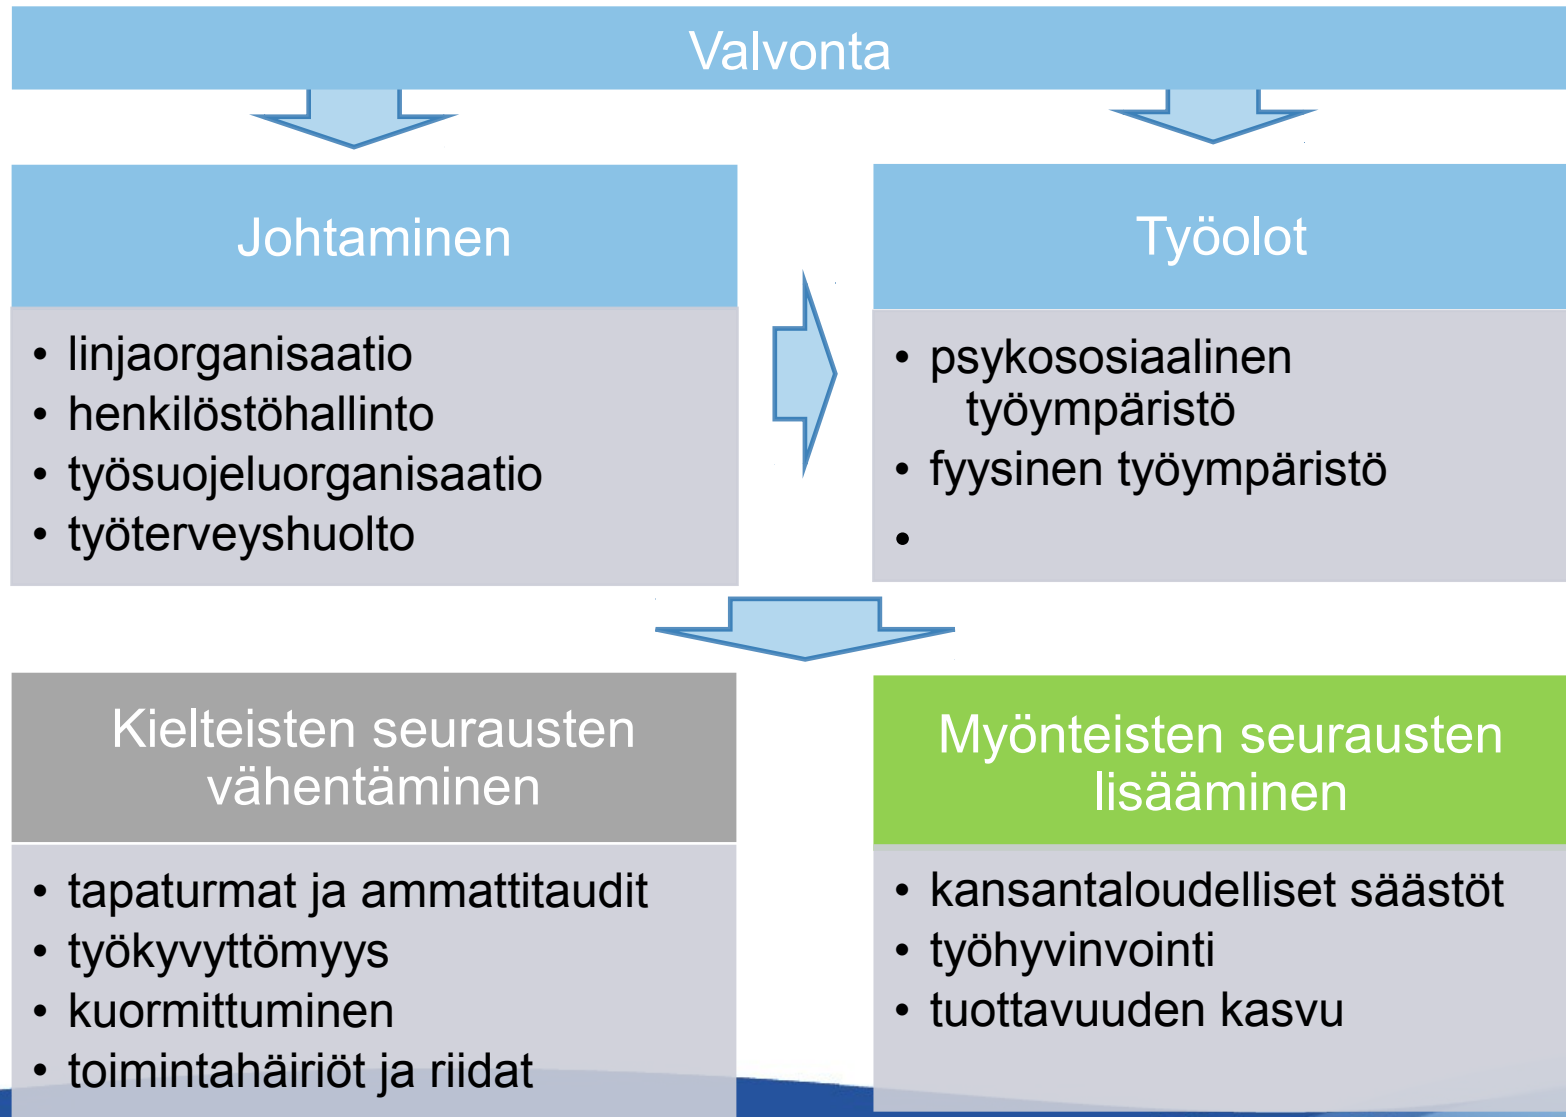 Valvonta
Johtaminen
• linjaorganisaatio
• henkilöstöhallinto
• työsuojeluorganisaatio
• työterveyshuolto
Työolot
• psykososiaalinen
työympäristö
• fyysinen työympäristö
•
Kielteisten seurausten
vähentäminen
• tapaturmat ja ammattitaudit
• työkyvyttömyys
• kuormittuminen
• toimintahäiriöt ja riidat
Myönteisten seurausten
lisääminen
• kansantaloudelliset säästöt
• työhyvinvointi
• tuottavuuden kasvu